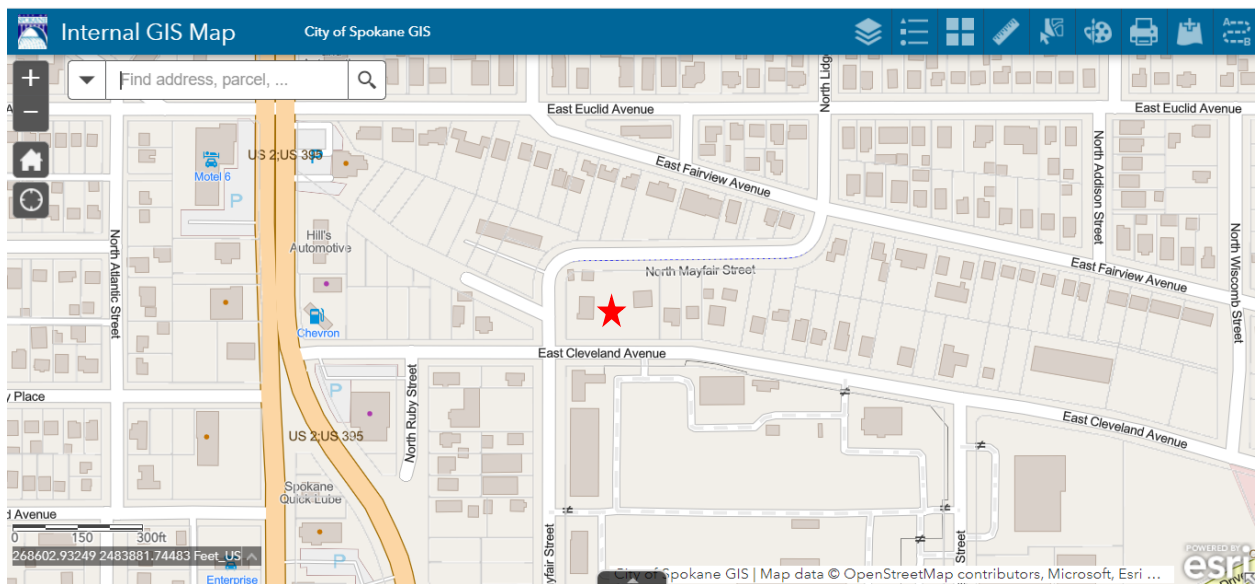 Internal GIS Map
City of Spokane GIS
+
Find address, parcel, ...
−
East Euclid Avenue
East Euclid Avenue
North Lidg
US 2;US 395
P
Motel 6
P
East Fairview Avenue
North Addison Street
North Atlantic Street
Hill's
Automotive
North Mayfair Street
East Fairview Avenue
North Wiscomb Street
Chevron
East Cleveland Avenue
y Place
P
North Ruby Street
US 2;US 395
East Cleveland Avenue
Spokane
Quick Lube
d Avenue
0 150 300ft
268602.93249 2483881.74483 Feet_US
P
Enterprise
yfair Street
Street
City of Spokane GIS | Map data © OpenStreetMap contributors, Microsoft, Esri ...
POWERED BY
esri